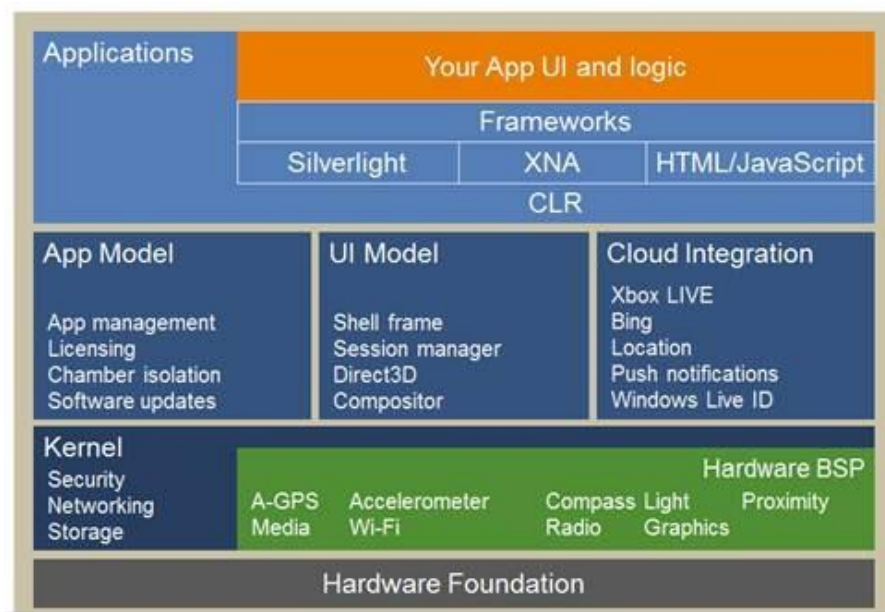 Applications
Your App UI and logic
Frameworks
Silverlight
XNA
HTML/JavaScript
CLR
App Model
App management
Licensing
Chamber isolation
Software updates
UI Model
Shell frame
Session manager
Direct3D
Compositor
Cloud Integration
Xbox LIVE
Bing
Location
Push notifications
Windows Live ID
Kernel
Security
Networking
Storage
Hardware BSP
A-GPS Accelerometer Compass Light Proximity
Media Wi-Fi Radio Graphics
Hardware Foundation